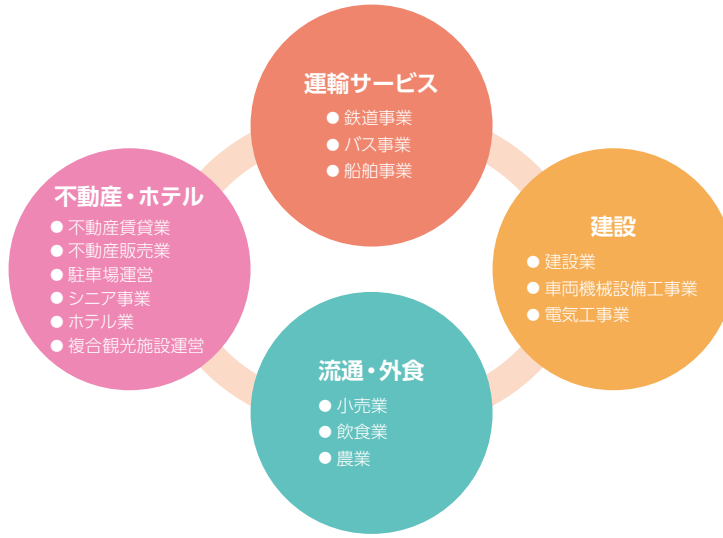 運輸サービス
● 鉄道事業
● バス事業
● 船舶事業
不動産・ホテル
● 不動産賃貸業
● 不動産販売業
● 駐車場運営
● シニア事業
● ホテル業
● 複合観光施設運営
建設
● 建設業
● 車両機械設備工事業
● 電気工事業
流通・外食
● 小売業
● 飲食業
● 農業